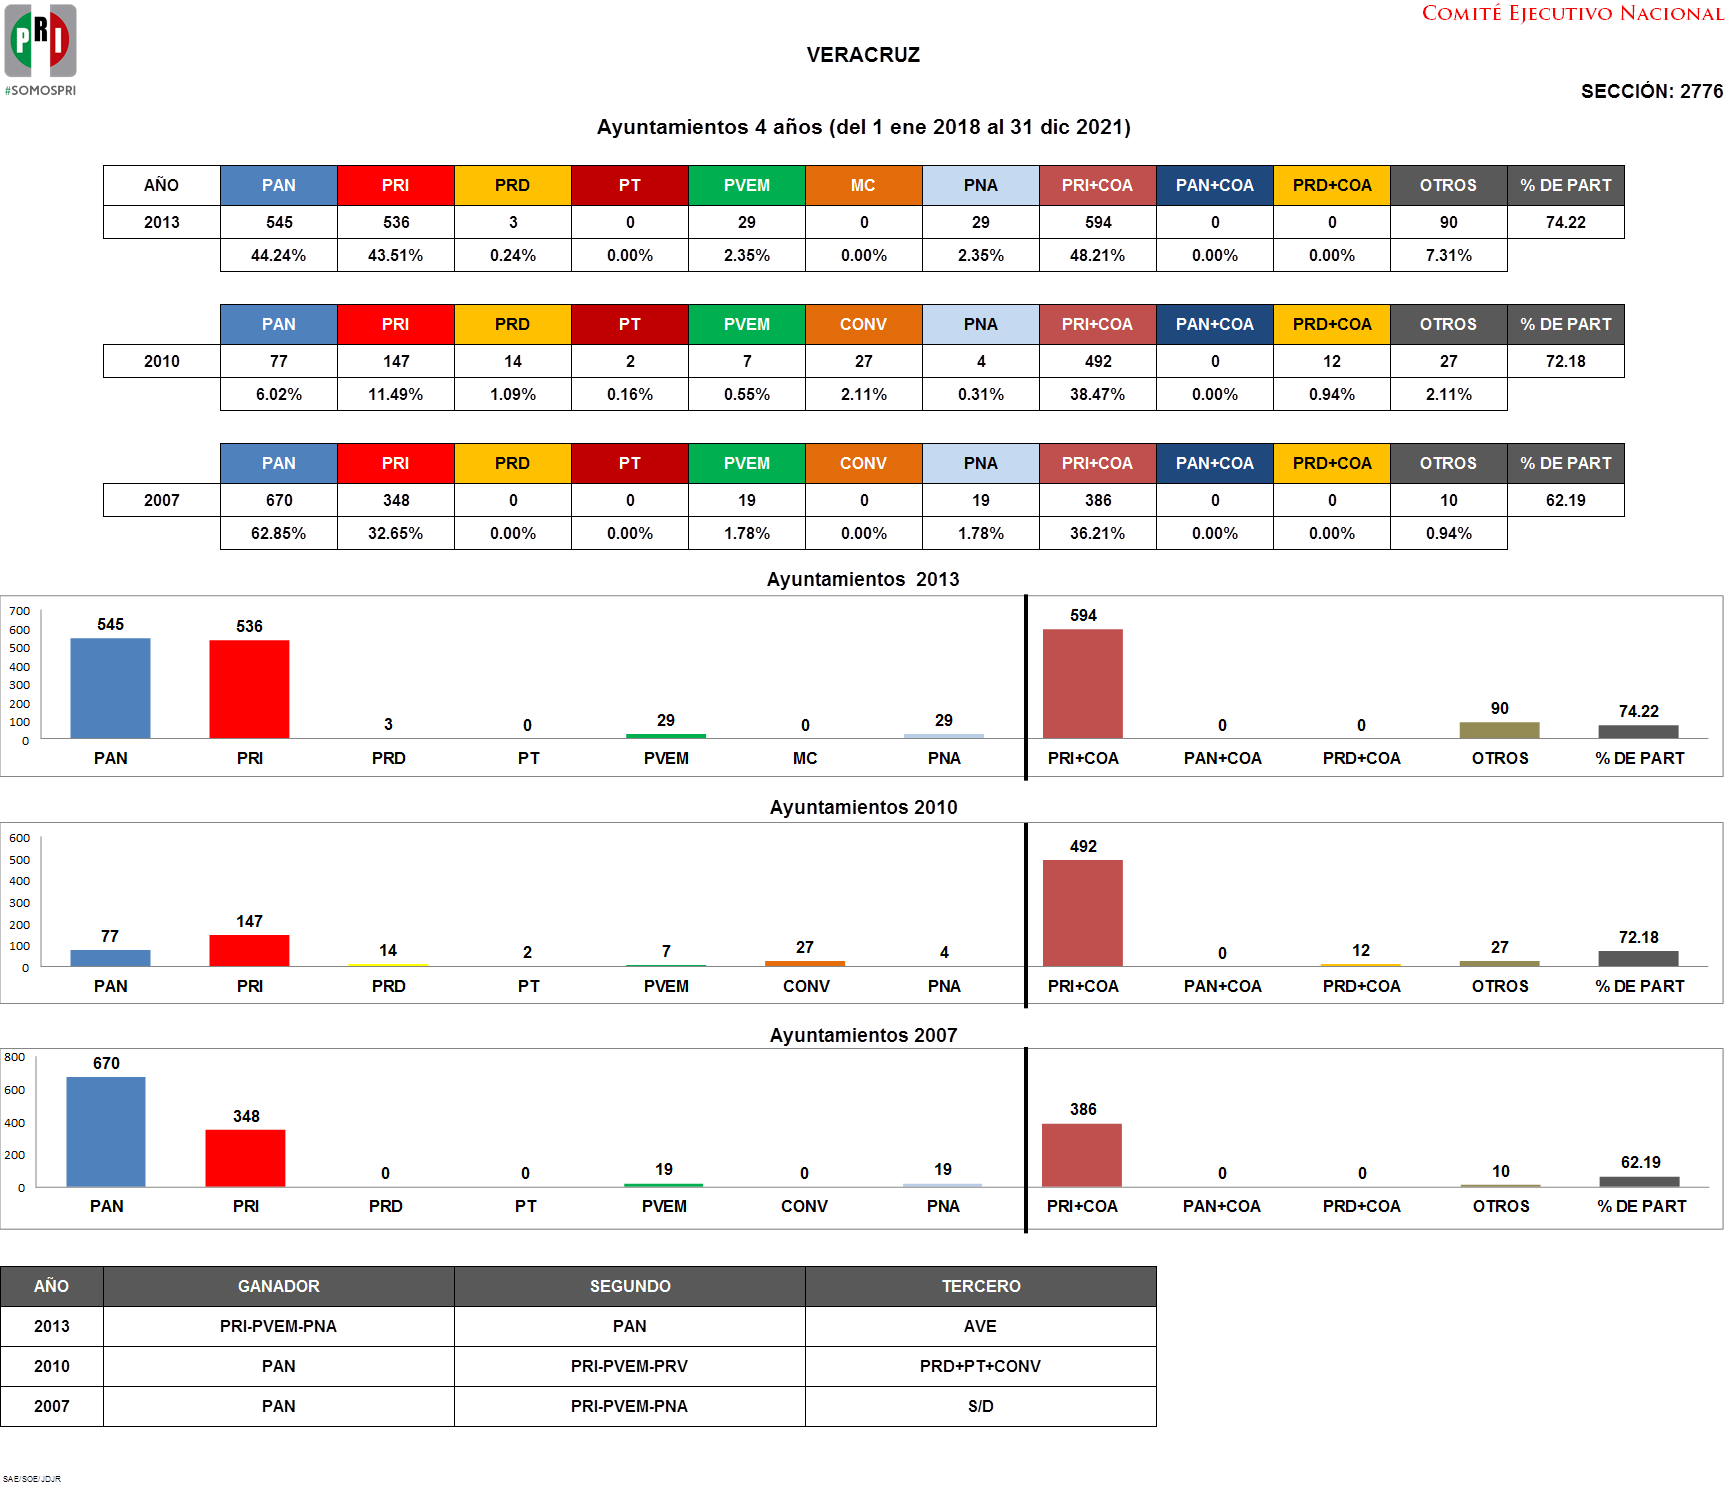 PRI
#SOMOSPRI
COMITÉ EJECUTIVO NACIONAL
VERACRUZ
SECCIÓN: 2776
Ayuntamientos 4 años (del 1 ene 2018 al 31 dic 2021)
AÑO PAN PRI PRD PT PVEM MC PNA PRI+COA PAN+COA PRD+COA OTROS % DE PART
2013 545 536 3 0 29 0 29 594 0 0 90 74.22
44.24% 43.51% 0.24% 0.00% 2.35% 0.00% 2.35% 48.21% 0.00% 0.00% 7.31%
PAN PRI PRD PT PVEM CONV PNA PRI+COA PAN+COA PRD+COA OTROS % DE PART
2010 77 147 14 2 7 27 4 492 0 12 27 72.18
6.02% 11.49% 1.09% 0.16% 0.55% 2.11% 0.31% 38.47% 0.00% 0.94% 2.11%
PAN PRI PRD PT PVEM CONV PNA PRI+COA PAN+COA PRD+COA OTROS % DE PART
2007 670 348 0 0 19 0 19 386 0 0 10 62.19
62.85% 32.65% 0.00% 0.00% 1.78% 0.00% 1.78% 36.21% 0.00% 0.00% 0.94%
Ayuntamientos 2013
700
600
500
400
300
200
100
0
545 536 3 0 29 0 29 594 0 0 90 74.22
PAN PRI PRD PT PVEM MC PNA PRI+COA PAN+COA PRD+COA OTROS % DE PART
Ayuntamientos 2010
600
500
400
300
200
100
0
77 147 14 2 7 27 4 492 0 12 27 72.18
PAN PRI PRD PT PVEM CONV PNA PRI+COA PAN+COA PRD+COA OTROS % DE PART
Ayuntamientos 2007
800
600
400
200
0
670 348 0 0 19 0 19 386 0 0 10 62.19
PAN PRI PRD PT PVEM CONV PNA PRI+COA PAN+COA PRD+COA OTROS % DE PART
AÑO GANADOR SEGUNDO TERCERO
2013 PRI-PVEM-PNA PAN AVE
2010 PAN PRI-PVEM-PRV PRD+PT+CONV
2007 PAN PRI-PVEM-PNA S/D
SAE/SOE/JDJR